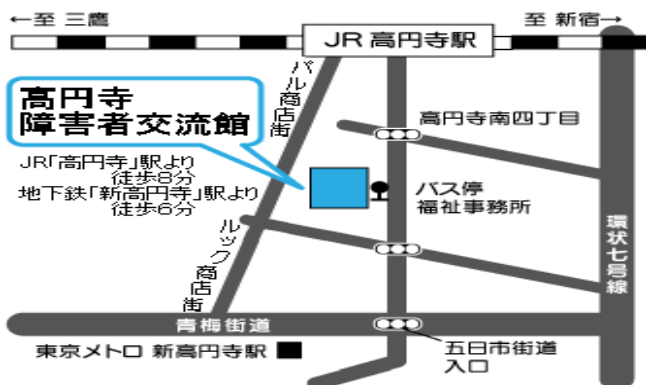 ←至 三鷹
至 新宿→
JR 高円寺駅
パル商店街
高円寺
障害者交流館
高円寺南四丁目
JR「高円寺」駅より
徒歩8分
地下鉄「新高円寺」駅より
徒歩6分
バス停
福祉事務所
ルック商店街
環状七号線
青梅街道
東京メトロ 新高円寺駅
五日市街道
入口